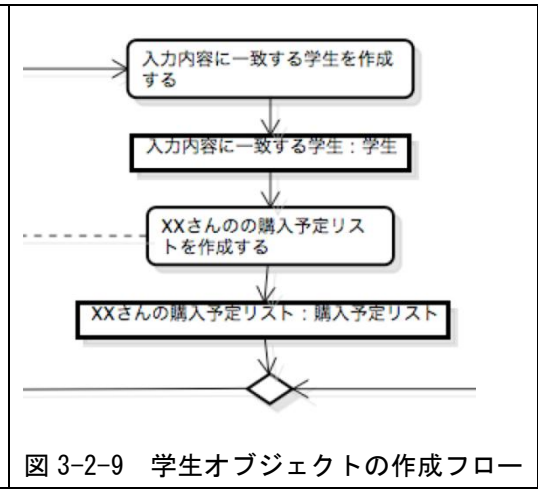 入力内容に一致する学生を作成
する
入力内容に一致する学生：学生
XXさんのの購入予定リス
トを作成する
XXさんの購入予定リスト：購入予定リスト
図 3-2-9　学生オブジェクトの作成フロー